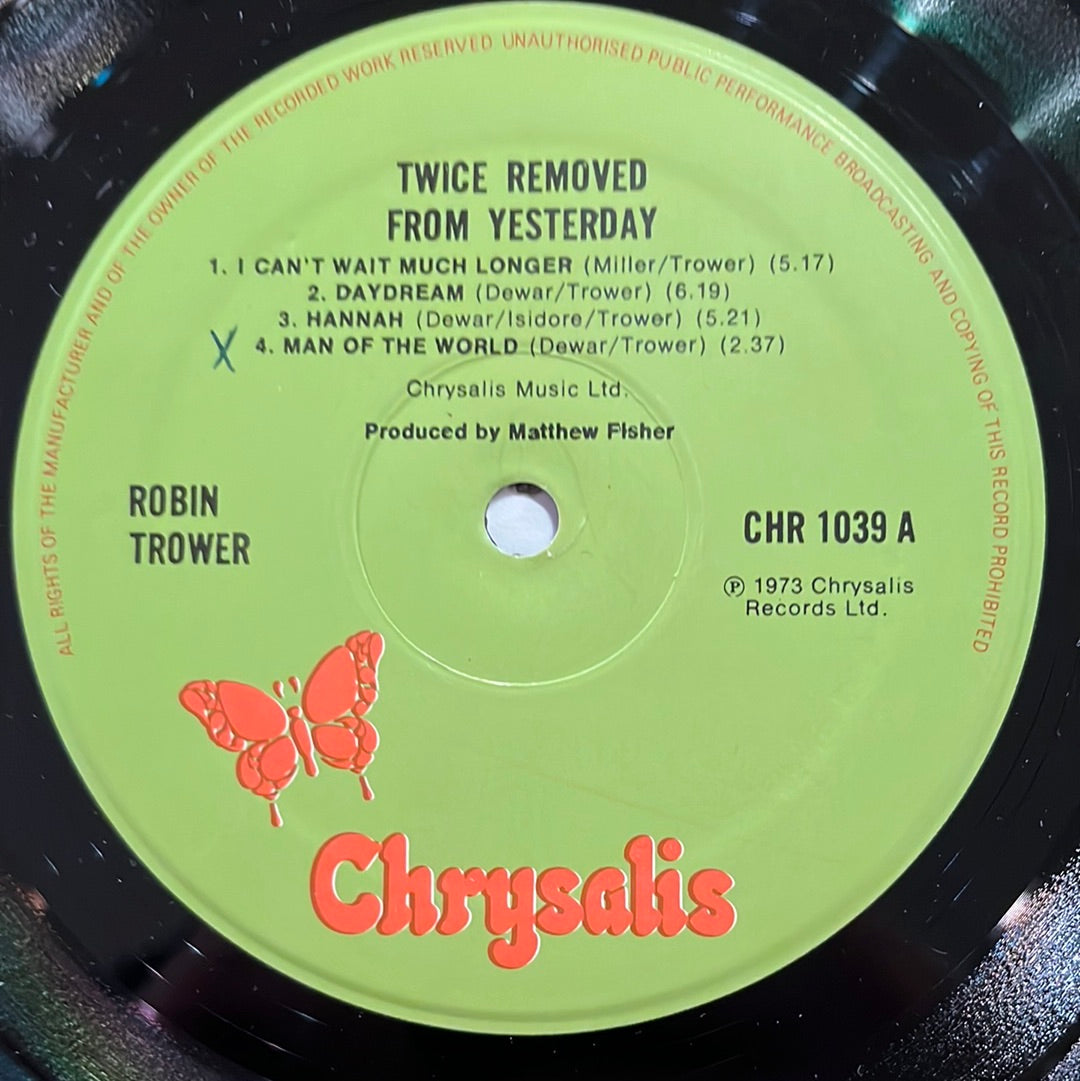 ALL RIGHTS OF THE MANUFACTURER AND OF THE OWNER OF THE RECORDED WORK RESERVED UNAUTHORISED PUBLIC PERFORMANCE BROADCASTING AND COPYING OF THIS RECORD PROHIBITED
TWICE REMOVED
FROM YESTERDAY
1. I CAN'T WAIT MUCH LONGER (Miller/Trower) (5.17)
2. DAYDREAM (Dewar/Trower) (6.19)
3. HANNAH (Dewar/Isidore/Trower) (5.21)
X 4. MAN OF THE WORLD (Dewar/Trower) (2.37)
Chrysalis Music Ltd.
Produced by Matthew Fisher
ROBIN
TROWER
CHR 1039 A
℗ 1973 Chrysalis
Records Ltd.
Chrysalis